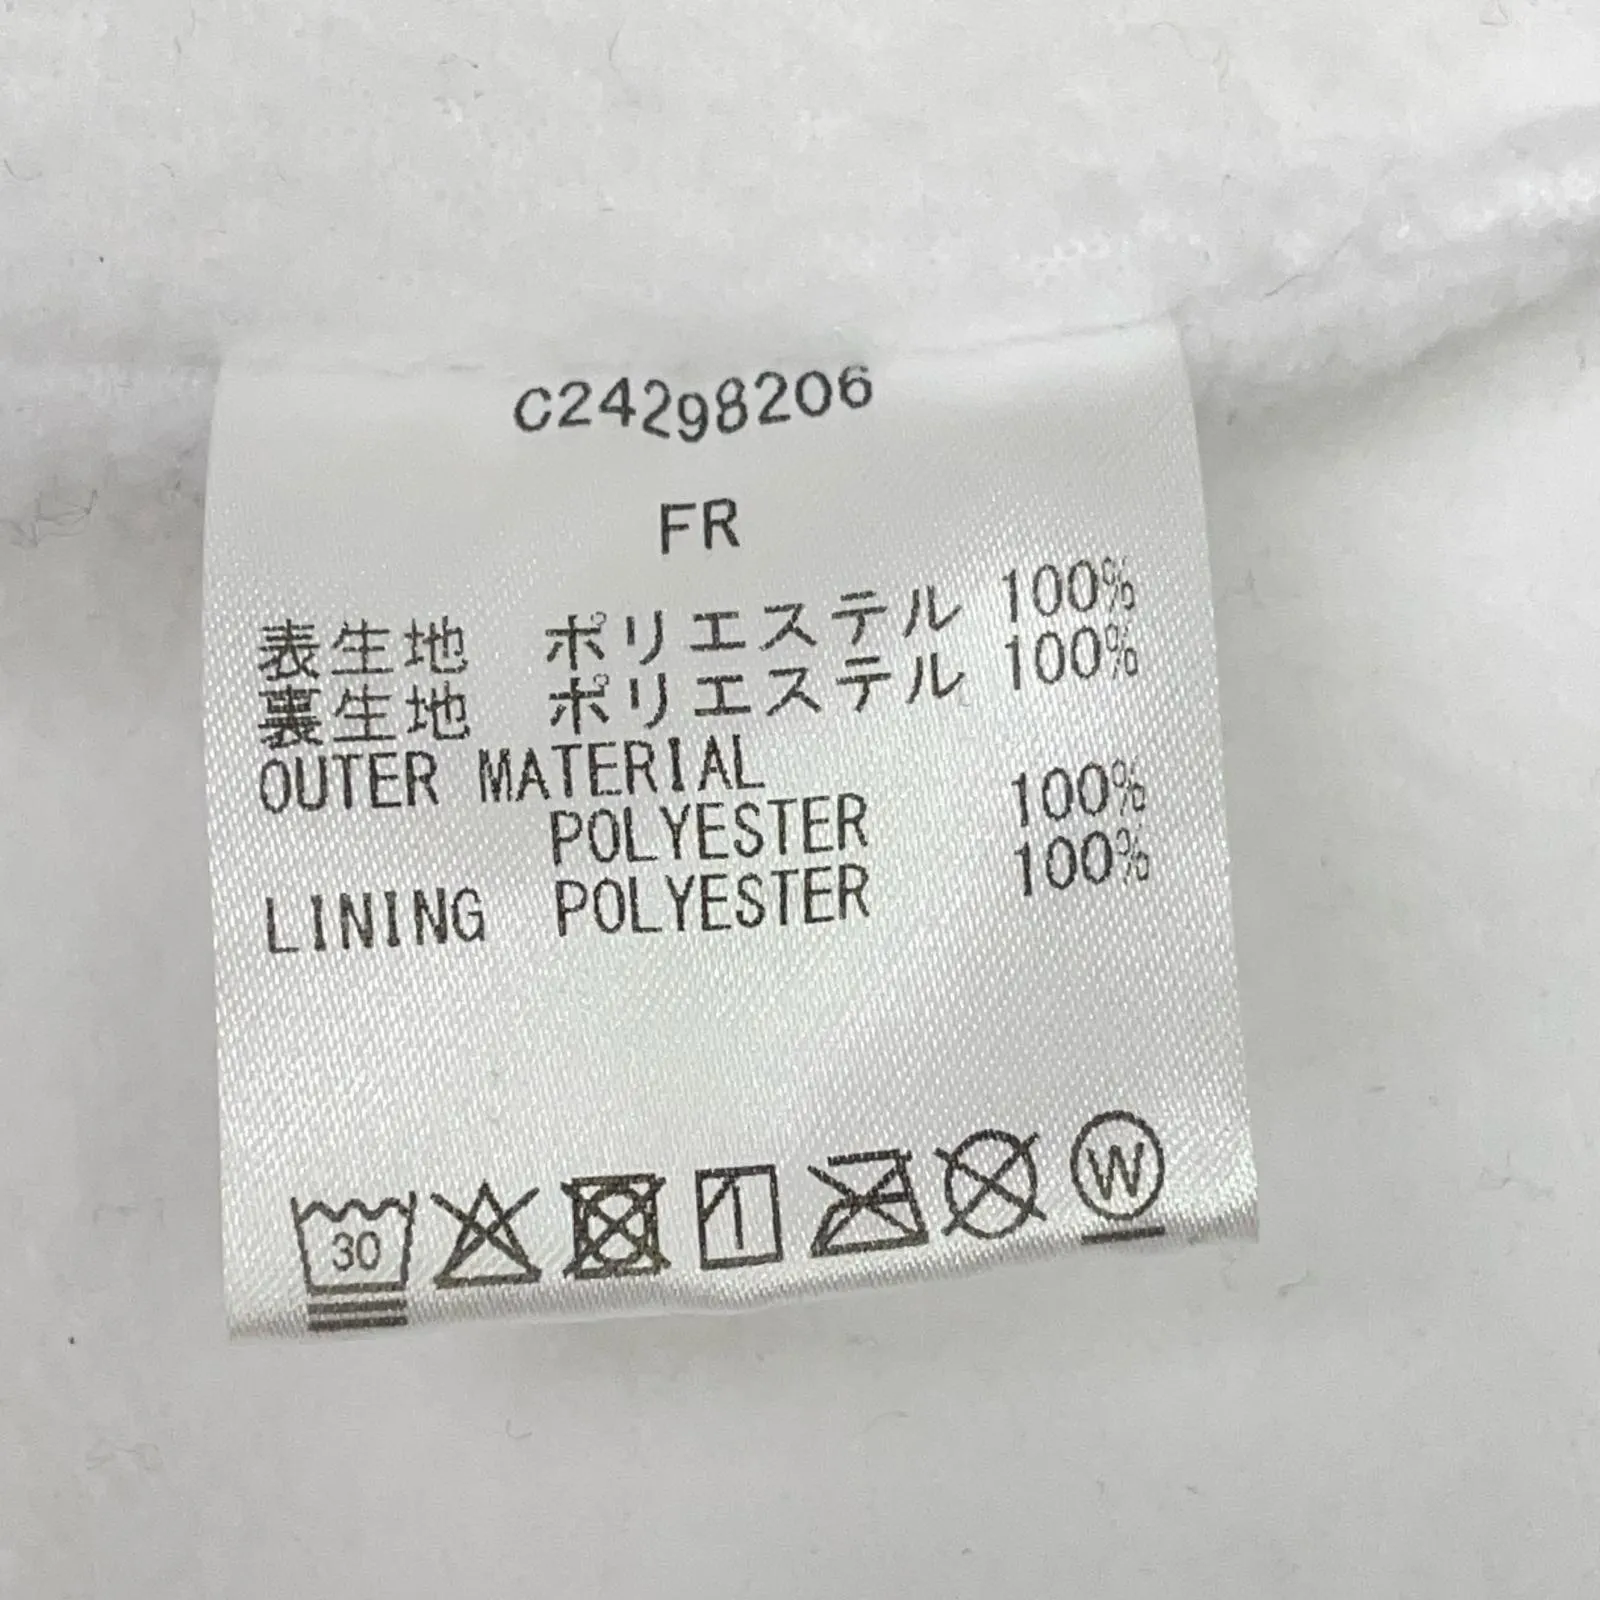 C24298206
FR
表生地 ポリエステル 100%
裏生地 ポリエステル 100%
OUTER MATERIAL
POLYESTER 100%
LINING POLYESTER 100%
30
W